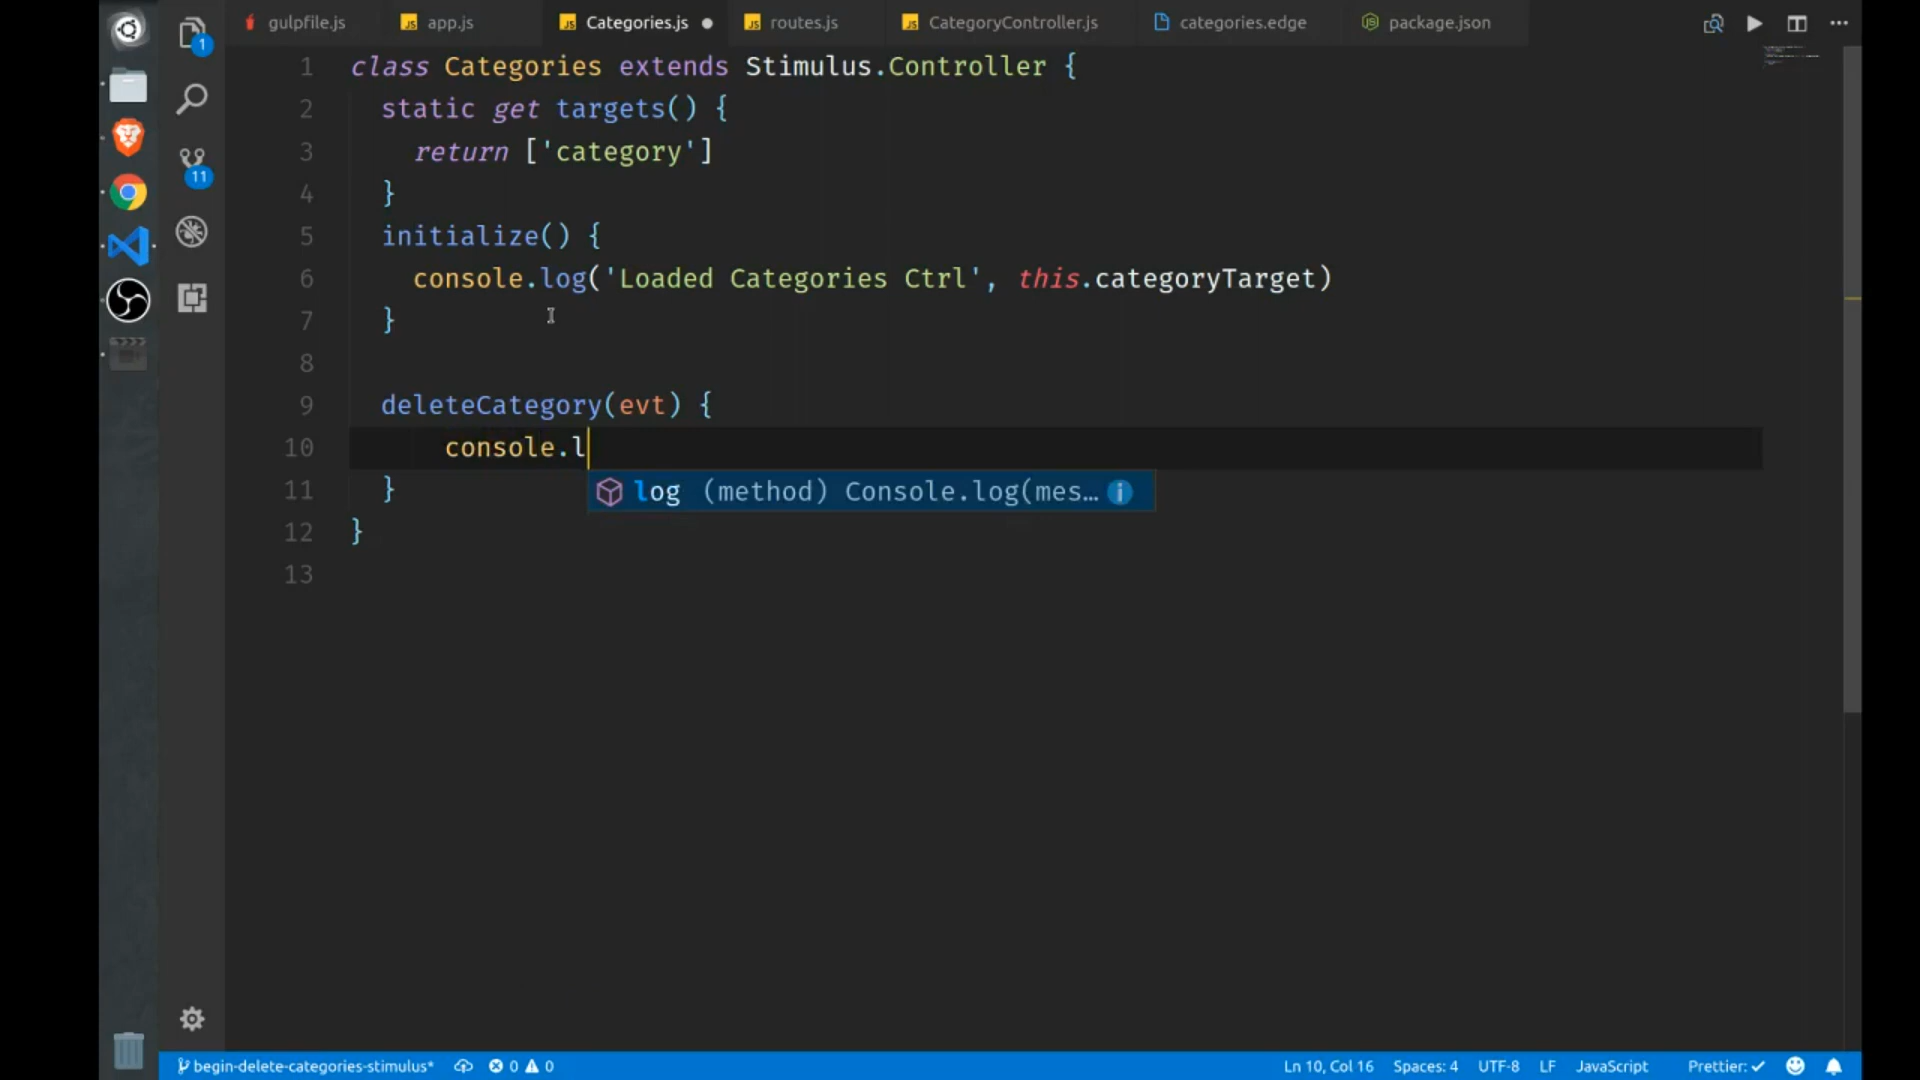 gulpfile.js app.js Categories.js routes.js CategoryController.js categories.edge package.json
1
11
1 class Categories extends Stimulus.Controller {
2 static get targets() {
3 return ['category']
4 }
5 initialize() {
6 console.log('Loaded Categories Ctrl', this.categoryTarget)
7 }
8
9 deleteCategory(evt) {
10 console.l
log (method) Console.log(mes…
11 }
12 }
13
begin-delete-categories-stimulus* 0 0 Ln 10, Col 16 Spaces: 4 UTF-8 LF JavaScript Prettier: ✓